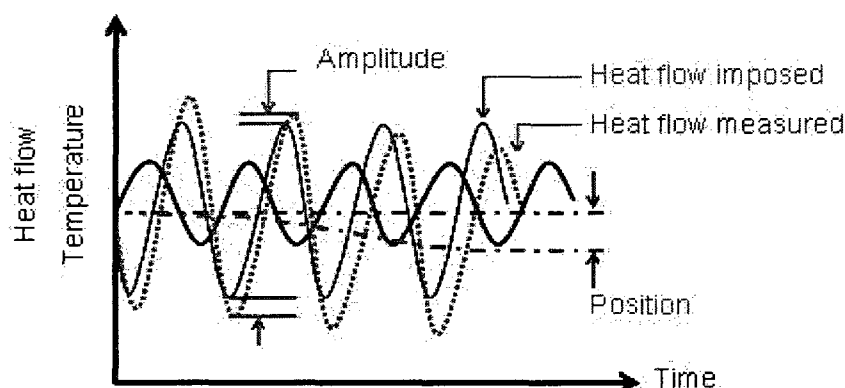 Amplitude
Heat flow imposed
Heat flow measured
Heat flow
Temperature
Position
Time